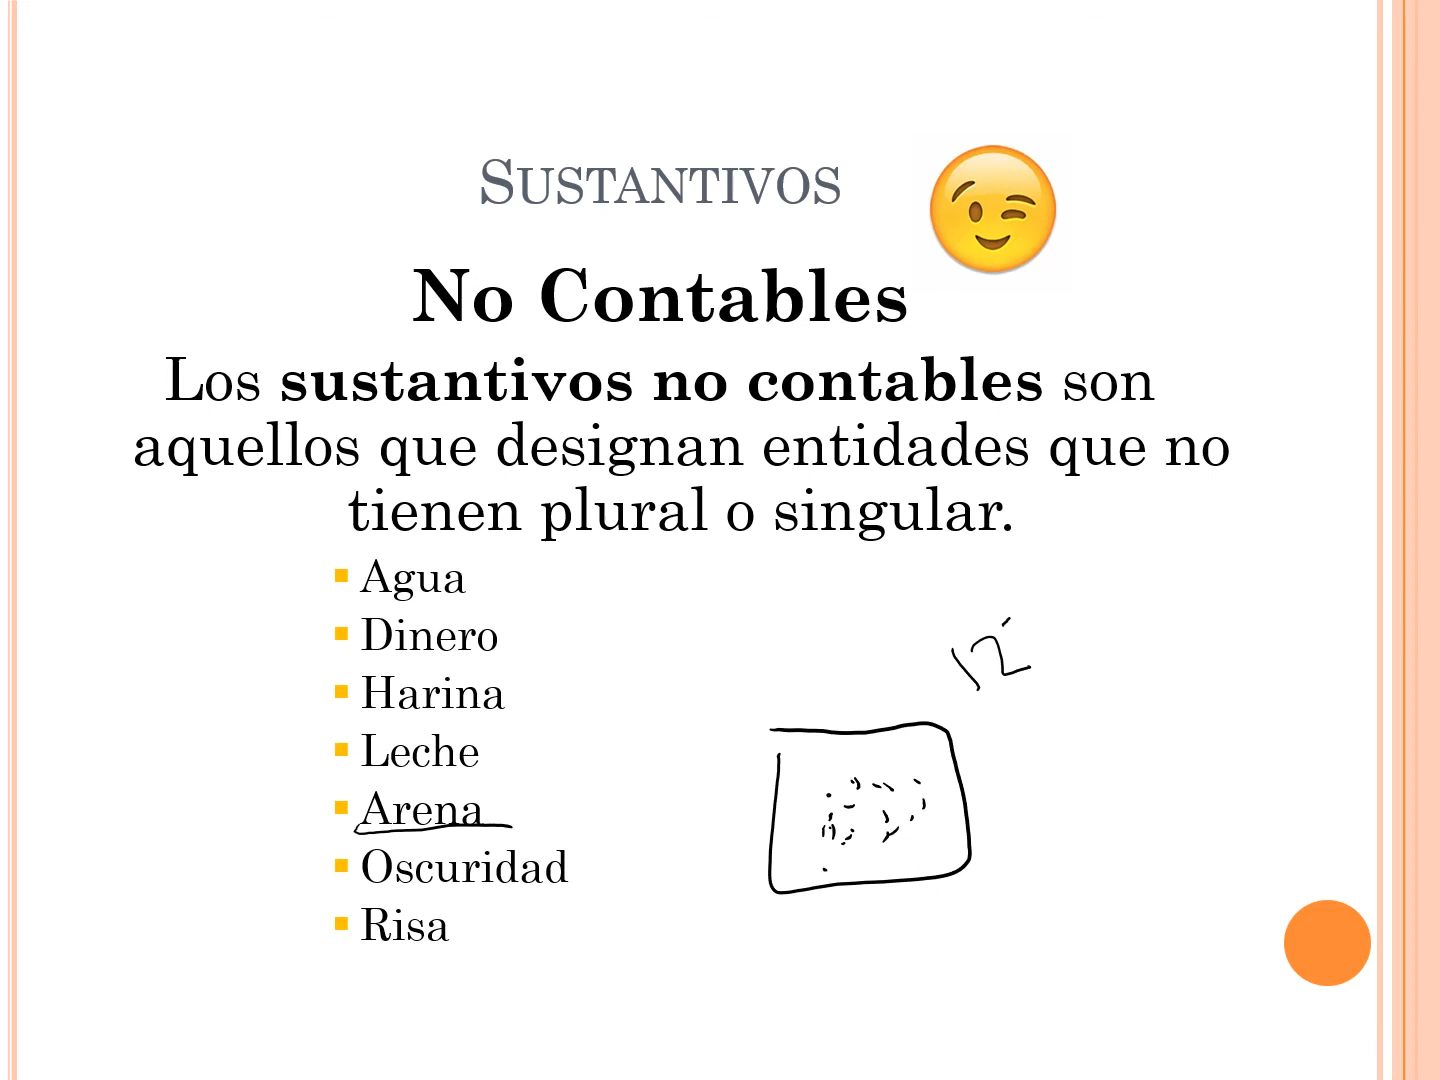 SUSTANTIVOS
No Contables
Los sustantivos no contables son
aquellos que designan entidades que no
tienen plural o singular.
Agua
Dinero
Harina
Leche
Arena
Oscuridad
Risa
12